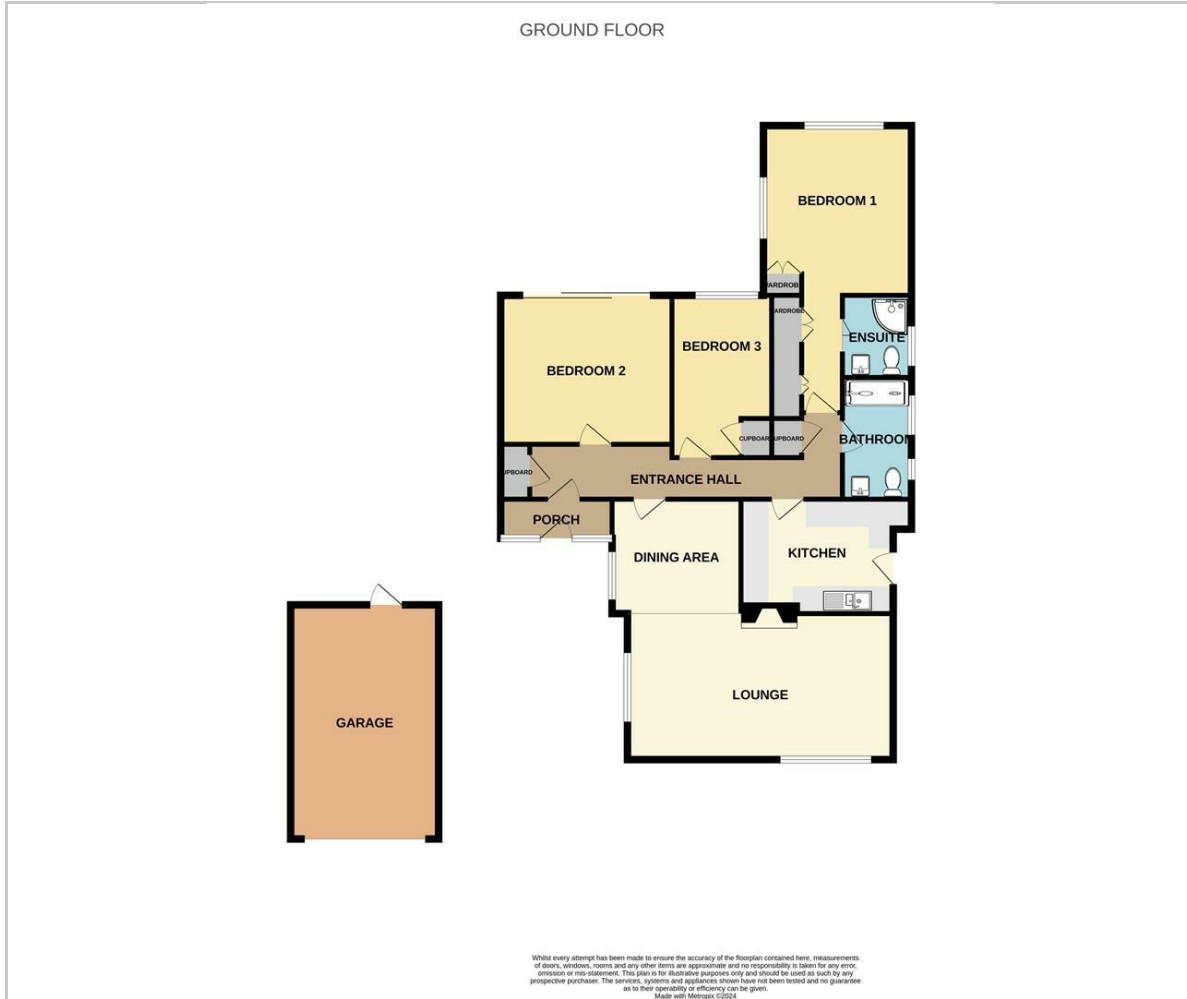 GROUND FLOOR
BEDROOM 1
WARDROBE
WARDROBE
ENSUITE
BEDROOM 3
BEDROOM 2
CUPBOARD
UPBOARD
BATHROOM
UPBOARD
ENTRANCE HALL
PORCH
DINING AREA
KITCHEN
LOUNGE
GARAGE
Whilst every attempt has been made to ensure the accuracy of the floorplan contained here, measurements
of doors, windows, rooms and any other items are approximate and no responsibility is taken for any error,
omission or mis-statement. This plan is for illustrative purposes only and should be used as such by any
prospective purchaser. The services, systems and appliances shown have not been tested and no guarantee
as to their operability or efficiency can be given.
Made with Metropix ©2024